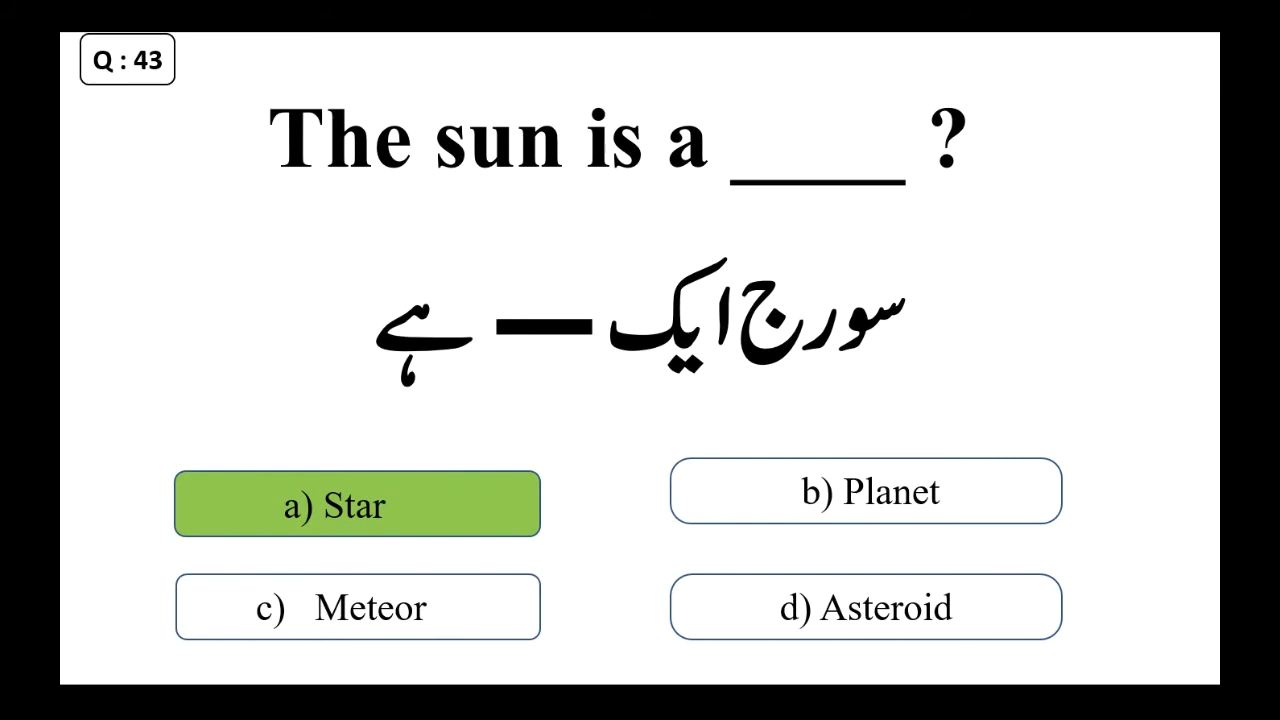 Q : 43
The sun is a ____ ?
سورج ایک — ہے
a) Star
b) Planet
c) Meteor
d) Asteroid